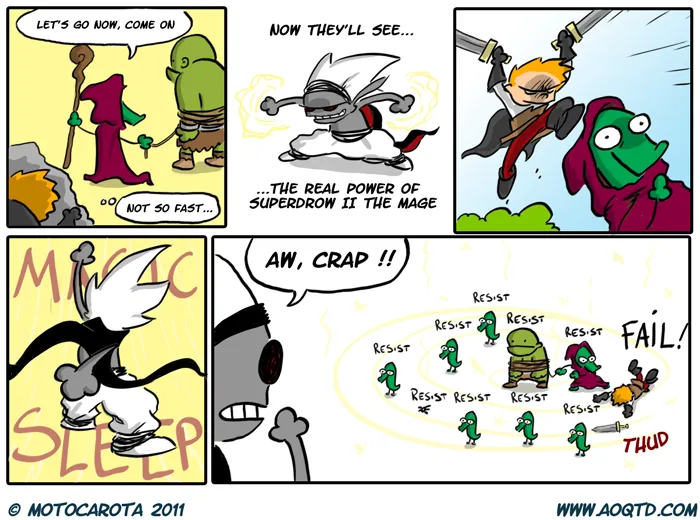 LET'S GO NOW, COME ON
NOT SO FAST...
NOW THEY'LL SEE...
...THE REAL POWER OF
SUPERDROW II THE MAGE
MAGIC
SLEEP
AW, CRAP !!
RESIST
RESIST
RESIST
RESIST
RESIST
RESIST
RESIST
RESIST
RESIST
FAIL!
THUD
© MOTOCAROTA 2011
WWW.AOQTD.COM